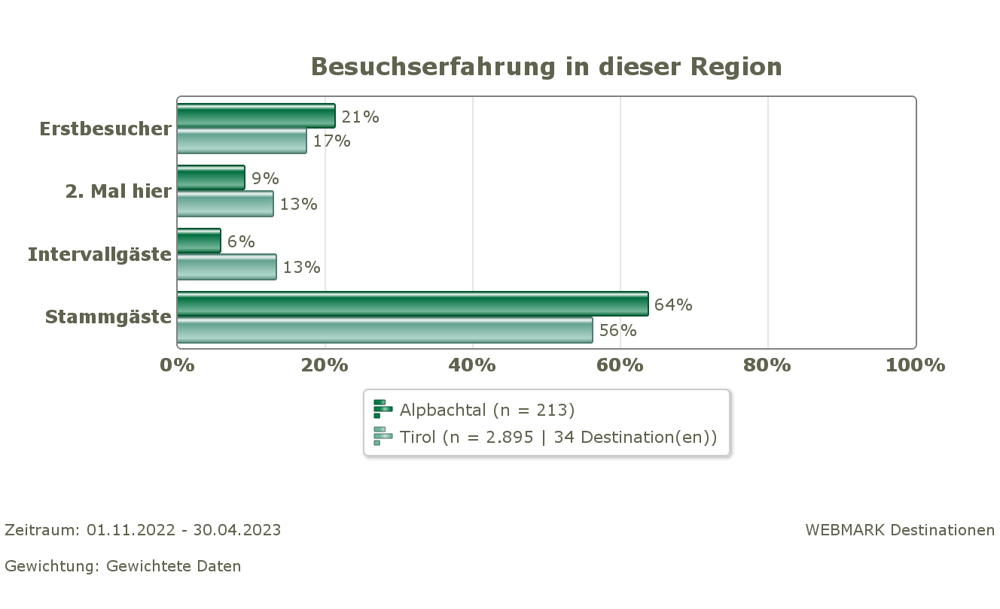 Besuchserfahrung in dieser Region
Erstbesucher
21%
17%
2. Mal hier
9%
13%
Intervallgäste
6%
13%
Stammgäste
64%
56%
0% 20% 40% 60% 80% 100%
Alpbachtal (n = 213)
Tirol (n = 2.895 | 34 Destination(en))
Zeitraum: 01.11.2022 - 30.04.2023
WEBMARK Destinationen
Gewichtung: Gewichtete Daten